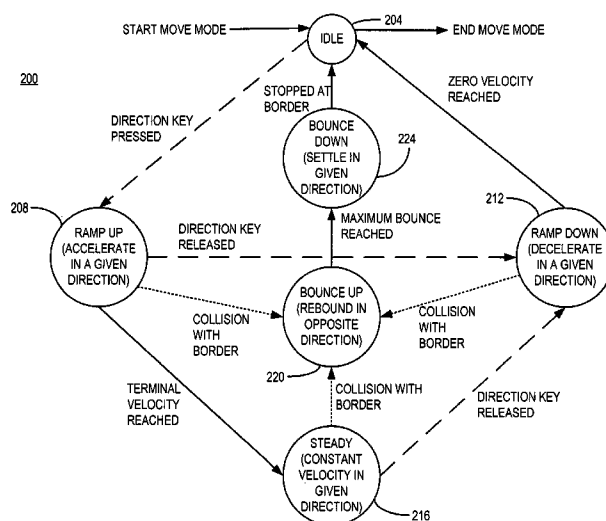 204
START MOVE MODE
IDLE
END MOVE MODE
200
STOPPED AT
BORDER
ZERO VELOCITY
REACHED
DIRECTION KEY
PRESSED
BOUNCE
DOWN
(SETTLE IN
GIVEN
DIRECTION)
224
208
212
MAXIMUM BOUNCE
REACHED
RAMP UP
(ACCELERATE
IN A GIVEN
DIRECTION)
DIRECTION KEY
RELEASED
RAMP DOWN
(DECELERATE
IN A GIVEN
DIRECTION)
BOUNCE UP
(REBOUND IN
OPPOSITE
DIRECTION)
COLLISION
WITH
BORDER
COLLISION
WITH
BORDER
220
TERMINAL
VELOCITY
REACHED
COLLISION WITH
BORDER
DIRECTION KEY
RELEASED
STEADY
(CONSTANT
VELOCITY IN
GIVEN
DIRECTION)
216